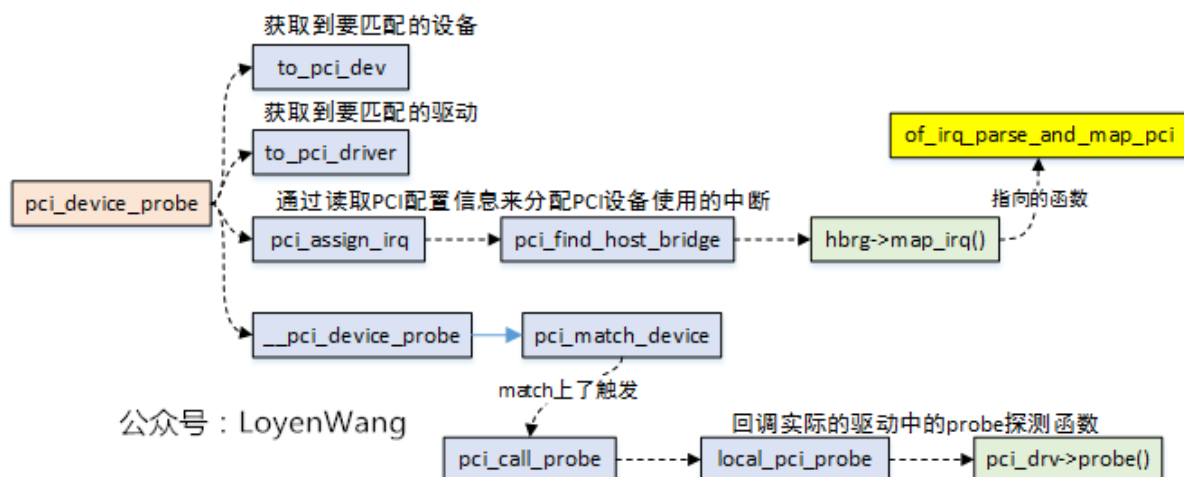 获取到要匹配的设备
to_pci_dev
获取到要匹配的驱动
to_pci_driver
of_irq_parse_and_map_pci
pci_device_probe
通过读取PCI配置信息来分配PCI设备使用的中断
指向的函数
pci_assign_irq
pci_find_host_bridge
hbrg->map_irq()
__pci_device_probe
pci_match_device
match上了触发
公众号：LoyenWang
回调实际的驱动中的probe探测函数
pci_call_probe
local_pci_probe
pci_drv->probe()